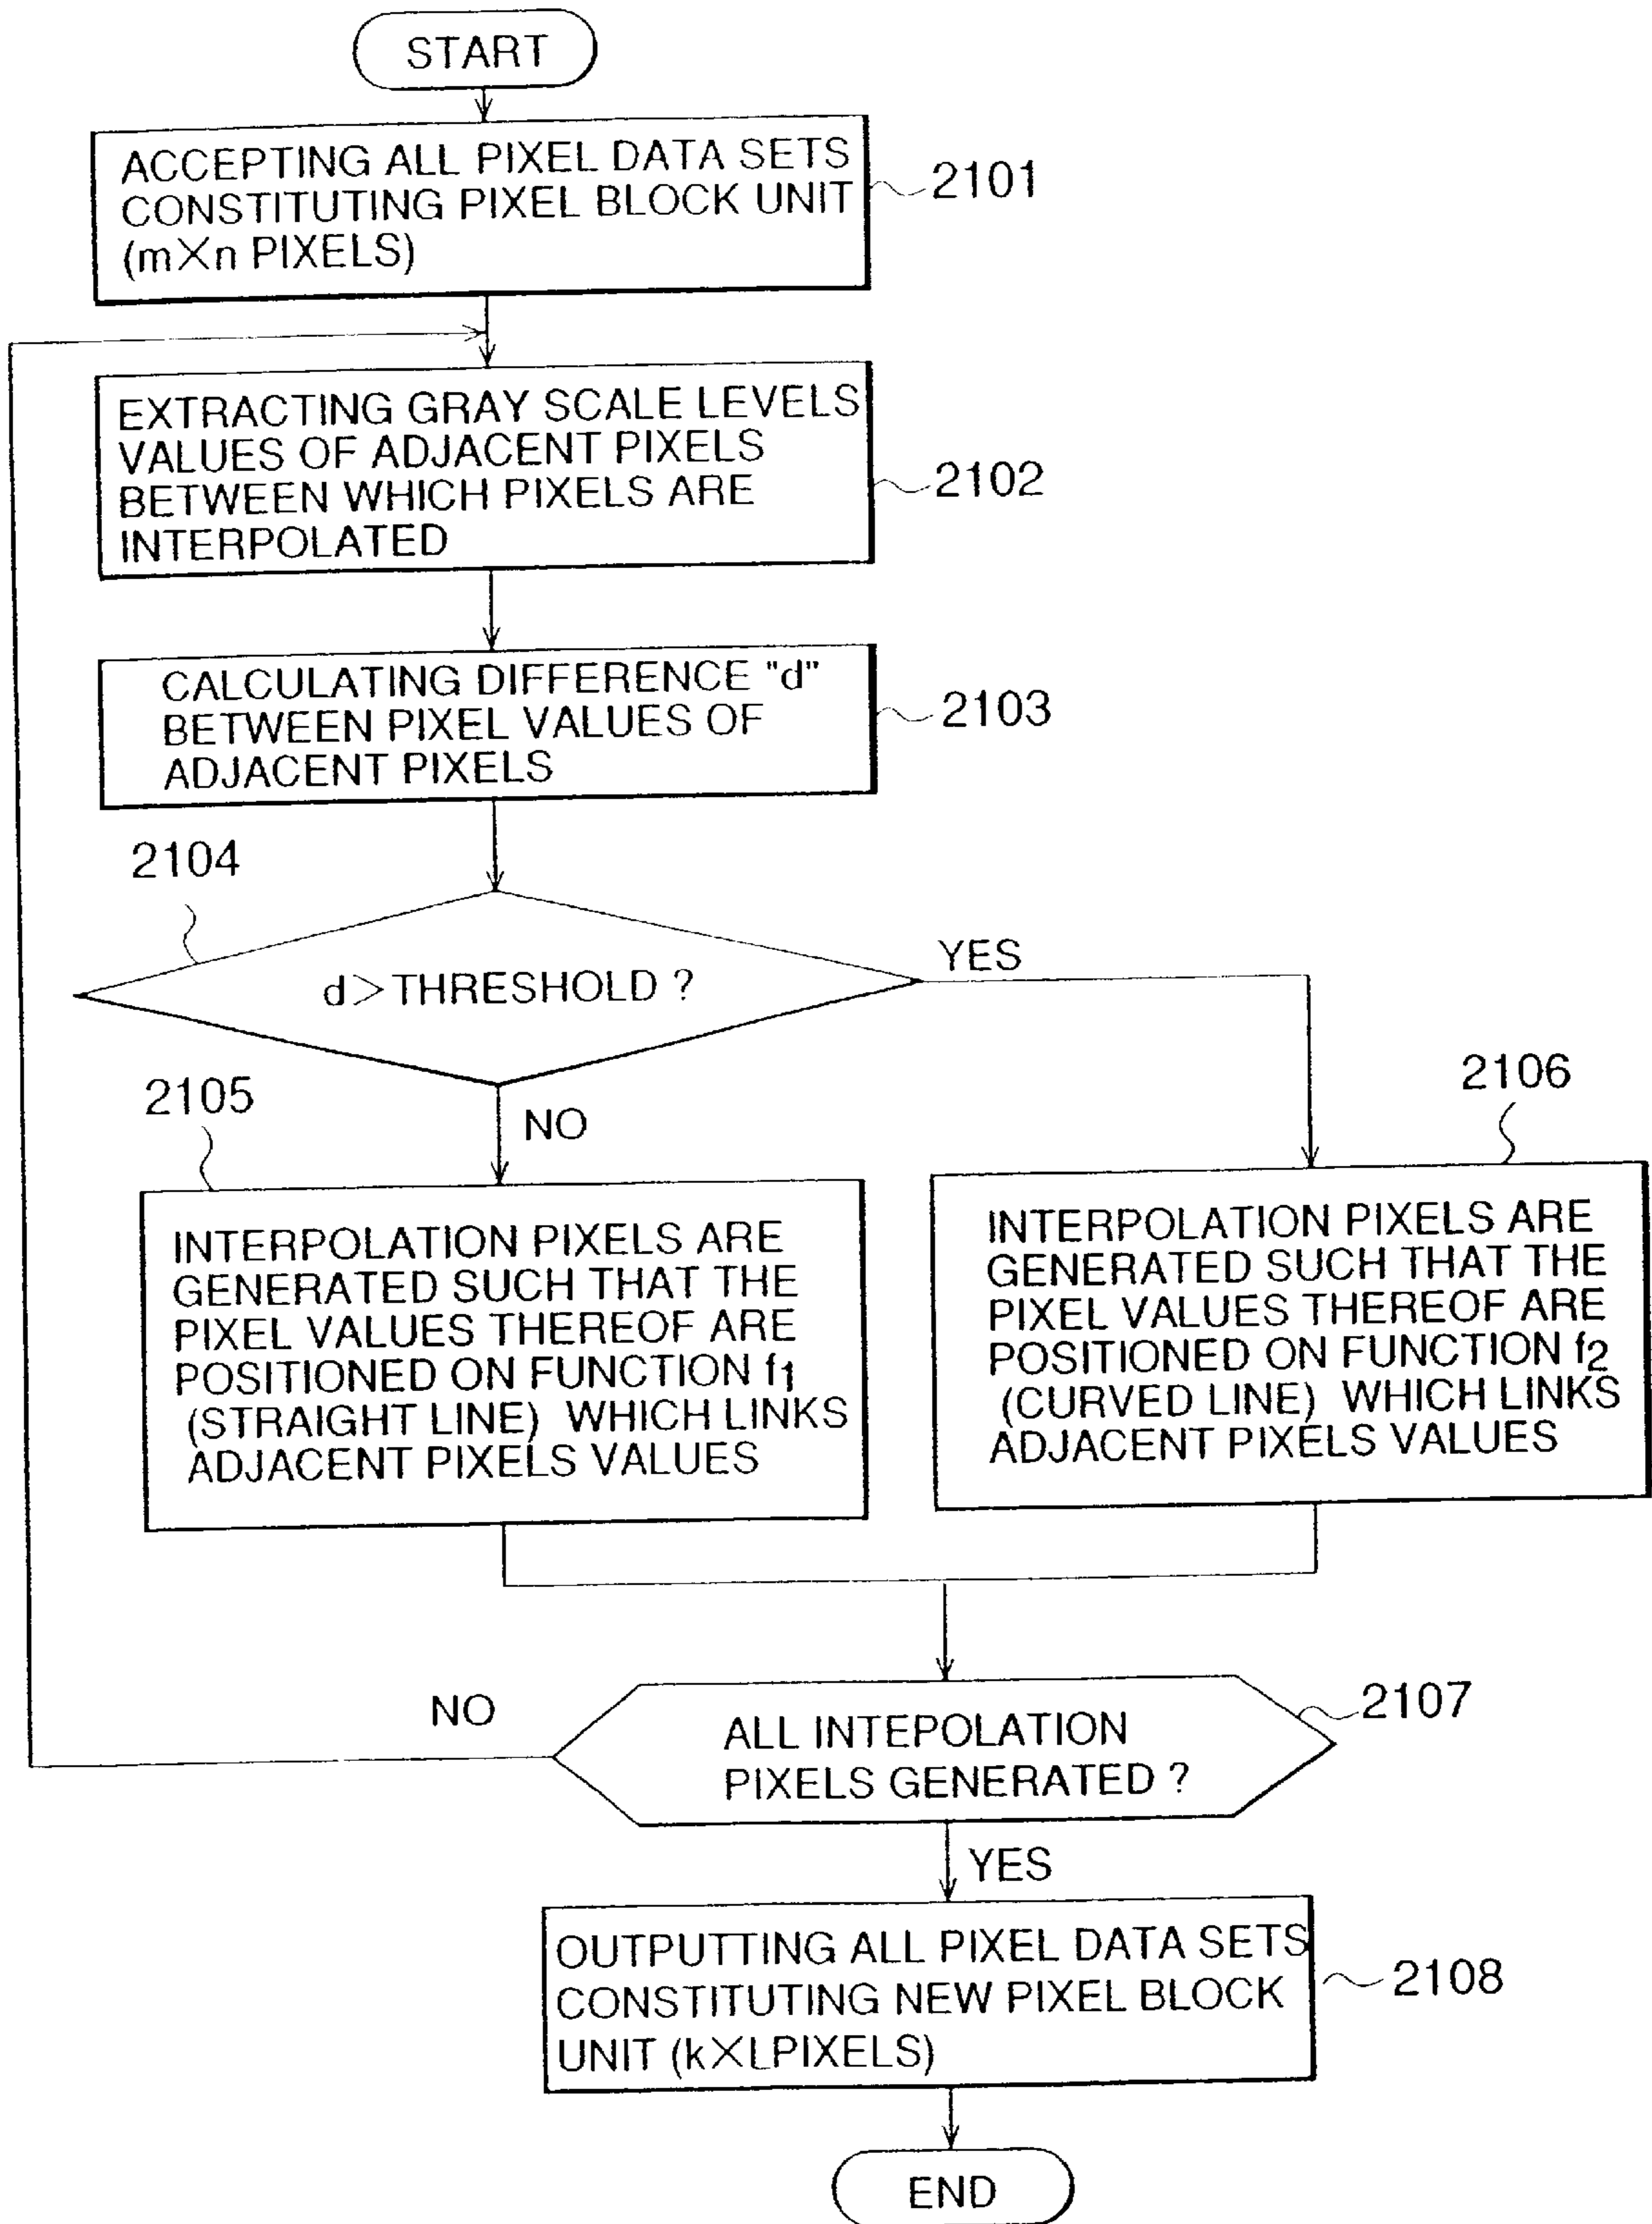 START
ACCEPTING ALL PIXEL DATA SETS
CONSTITUTING PIXEL BLOCK UNIT
(m×n PIXELS)
2101
EXTRACTING GRAY SCALE LEVELS
VALUES OF ADJACENT PIXELS
BETWEEN WHICH PIXELS ARE
INTERPOLATED
2102
CALCULATING DIFFERENCE "d"
BETWEEN PIXEL VALUES OF
ADJACENT PIXELS
2103
2104
d>THRESHOLD ?
YES
NO
2105
INTERPOLATION PIXELS ARE
GENERATED SUCH THAT THE
PIXEL VALUES THEREOF ARE
POSITIONED ON FUNCTION f1
(STRAIGHT LINE) WHICH LINKS
ADJACENT PIXELS VALUES
2106
INTERPOLATION PIXELS ARE
GENERATED SUCH THAT THE
PIXEL VALUES THEREOF ARE
POSITIONED ON FUNCTION f2
(CURVED LINE) WHICH LINKS
ADJACENT PIXELS VALUES
NO
ALL INTEPOLATION
PIXELS GENERATED ?
2107
YES
OUTPUTTING ALL PIXEL DATA SETS
CONSTITUTING NEW PIXEL BLOCK
UNIT (k×LPIXELS)
2108
END